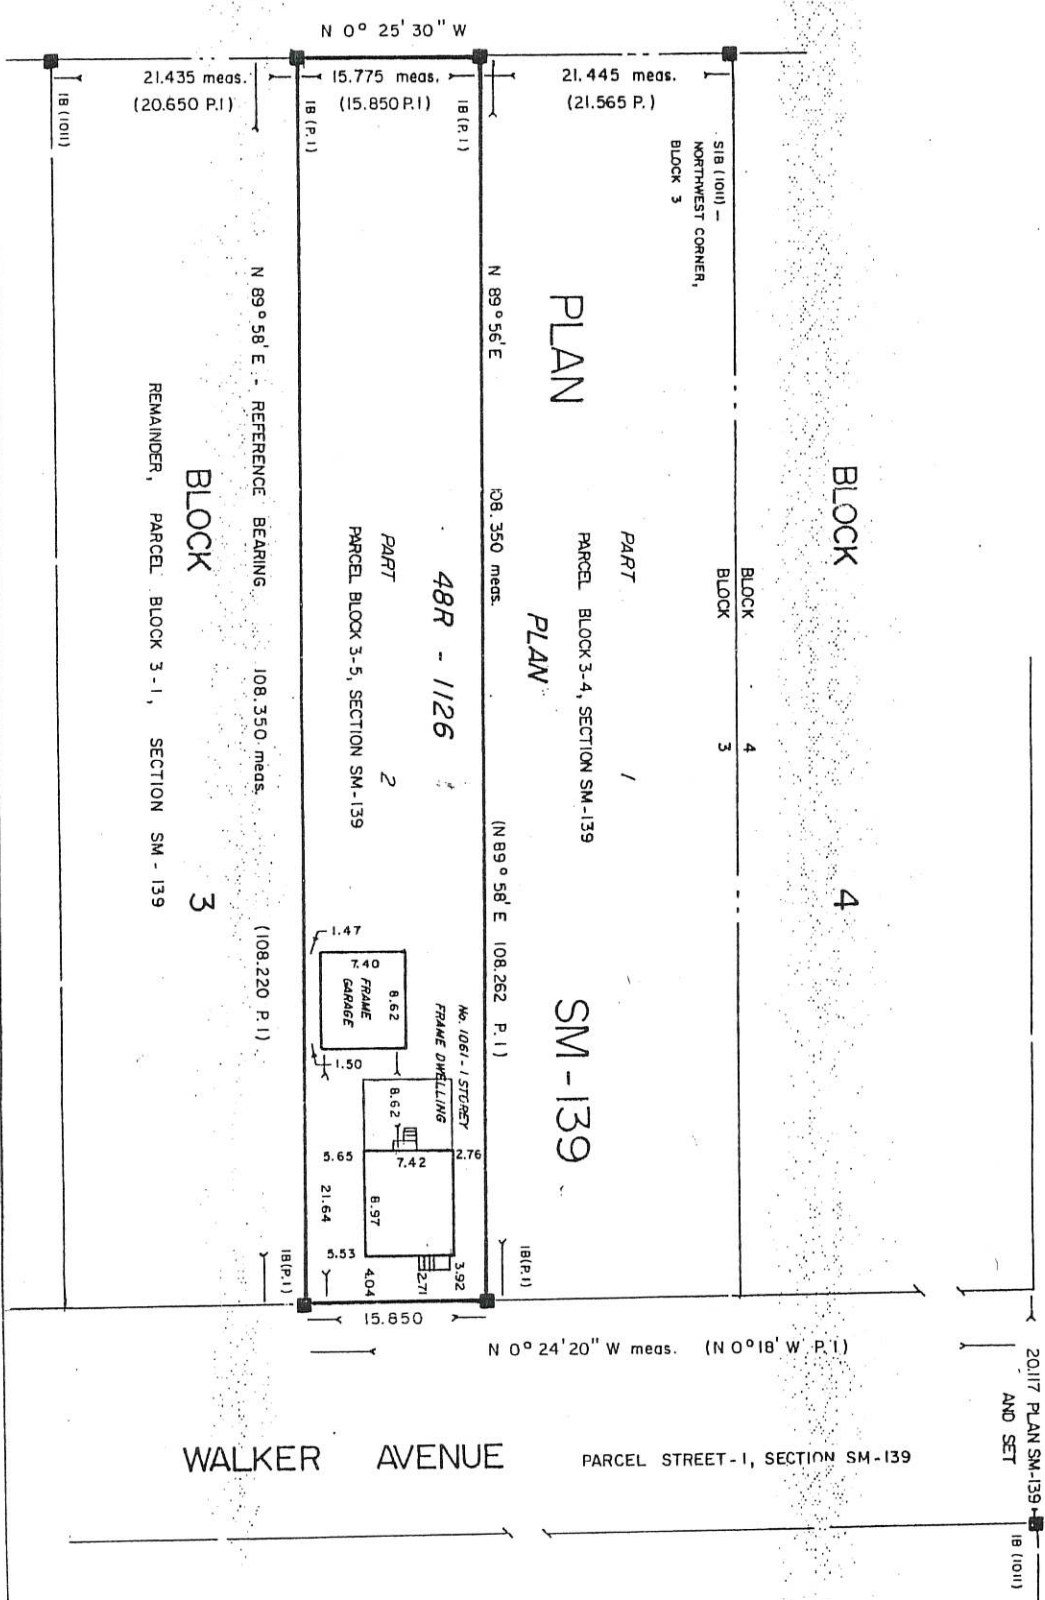 N 0° 25' 30" W
21.435 meas.
(20.650 P.1)
15.775 meas.
(15.850 P.1)
21.445 meas.
(21.565 P.)
IB (1011)
IB (P.1)
IB (P.1)
SIB (1011) –
NORTHWEST CORNER,
BLOCK 3
BLOCK 4
BLOCK 4
BLOCK 3
PLAN SM-139
PART 1
PARCEL BLOCK 3-4, SECTION SM-139
PLAN
48R - 1126
N 89° 56' E 108.350 meas. (N 89° 58' E 108.262 P.1)
PART 2
PARCEL BLOCK 3-5, SECTION SM-139
N 89° 58' E - REFERENCE BEARING 108.350 meas. (108.220 P.1)
BLOCK 3
REMAINDER, PARCEL BLOCK 3-1, SECTION SM-139
1.47
7.40
8.62
FRAME
GARAGE
1.50
No. 1061 - 1 STOREY
FRAME DWELLING
8.62
5.65
7.42
2.76
21.64
8.97
5.53
4.04
2.71
3.92
IB (P.1)
IB (P.1)
15.850
N 0° 24' 20" W meas. (N 0° 18' W P.1)
20.117 PLAN SM-139
AND SET
IB (1011)
WALKER AVENUE
PARCEL STREET-1, SECTION SM-139